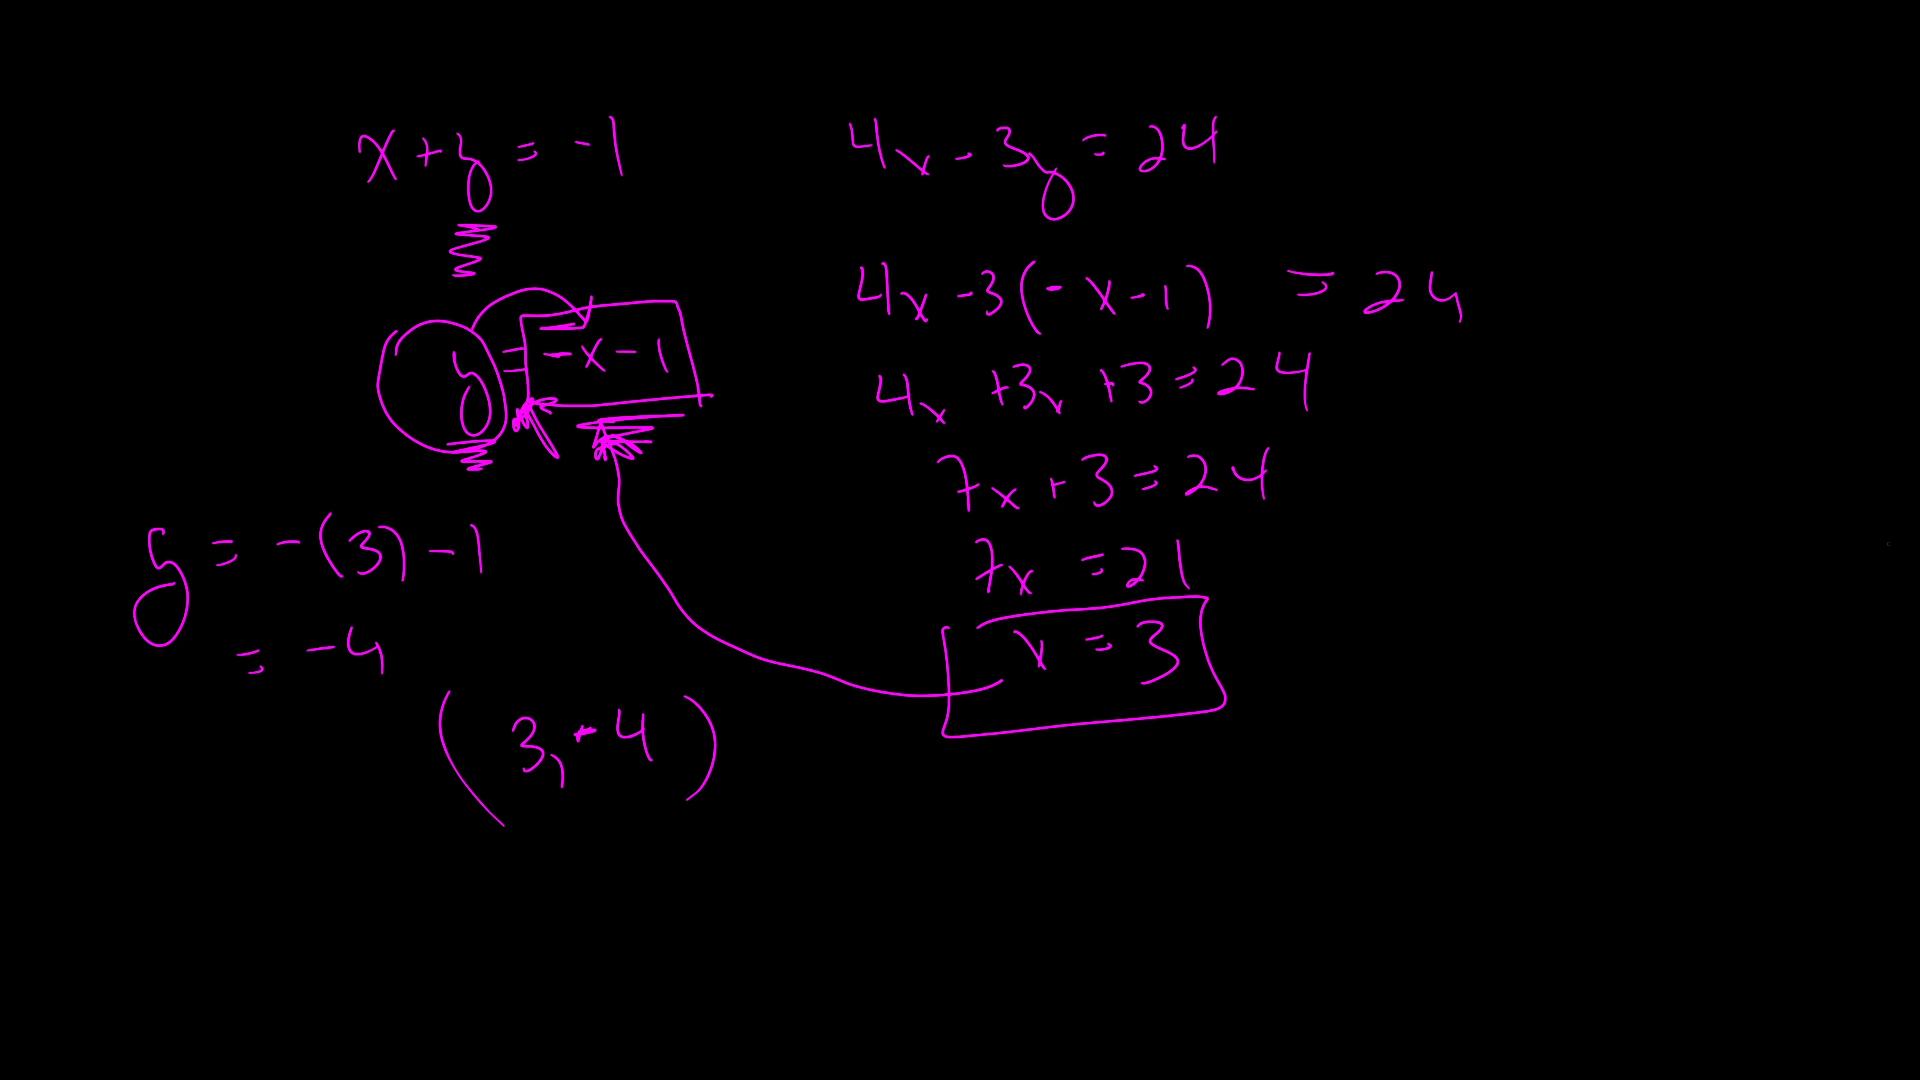 x + y = -1
y = -x - 1
y = -(3) - 1
= -4
(3, -4)
4x - 3y = 24
4x - 3(-x - 1) = 24
4x + 3x + 3 = 24
7x + 3 = 24
7x = 21
x = 3